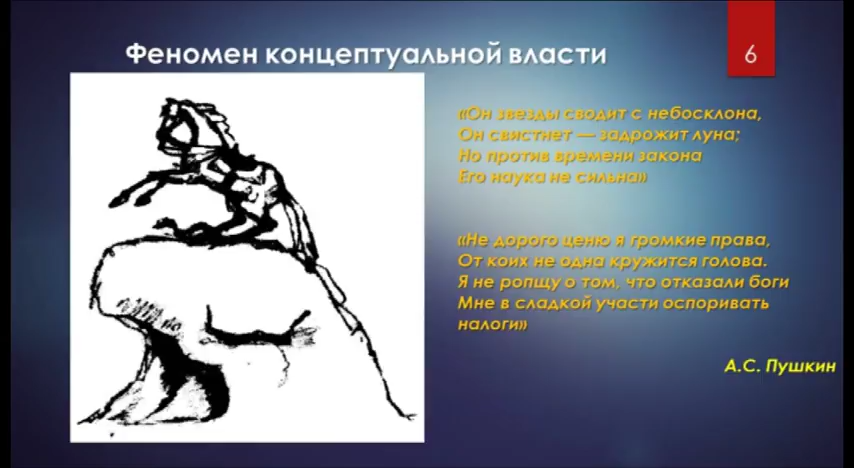 Феномен концептуальной власти
6
«Он звезды сводит с небосклона,
Он свистнет — задрожит луна;
Но против времени закона
Его наука не сильна»
«Не дорого ценю я громкие права,
От коих не одна кружится голова.
Я не ропщу о том, что отказали боги
Мне в сладкой участи оспоривать
налоги»
А.С. Пушкин